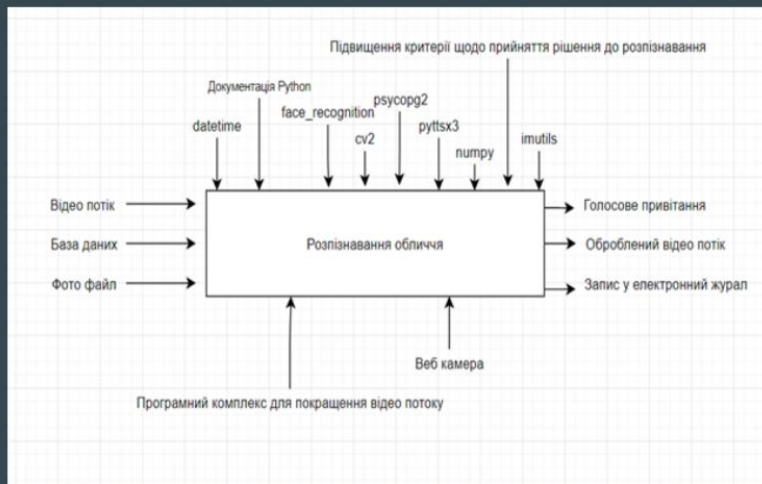 Підвищення критерії щодо прийняття рішення до розпізнавання
Документація Python
psycopg2
face_recognition
datetime
cv2
pyttsx3
numpy
imutils
Відео потік
База даних
Фото файл
Розпізнавання обличчя
Голосове привітання
Оброблений відео потік
Запис у електронний журал
Веб камера
Програмний комплекс для покращення відео потоку